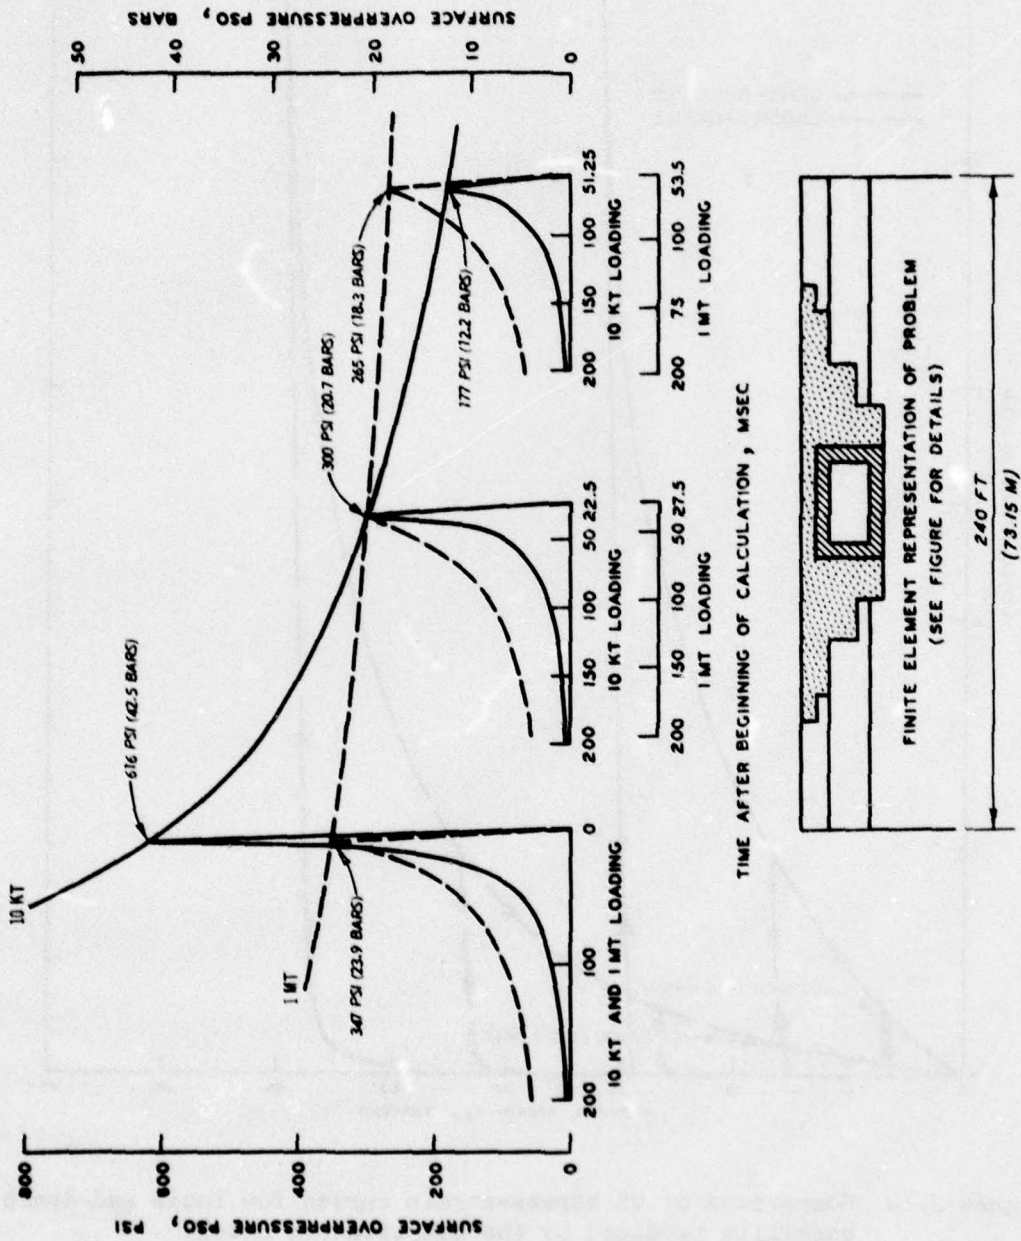 SURFACE OVERPRESSURE PSO, PSI
800
600
400
200
0
SURFACE OVERPRESSURE PSO, BARS
50
40
30
20
10
0
10 KT
1 MT
616 PSI (42.5 BARS)
347 PSI (23.9 BARS)
300 PSI (20.7 BARS)
265 PSI (18.3 BARS)
177 PSI (12.2 BARS)
200 100 0
10 KT AND 1 MT LOADING
200 150 100 50 22.5
10 KT LOADING
200 150 100 50 27.5
1 MT LOADING
200 150 100 51.25
10 KT LOADING
200 75 100 53.5
1 MT LOADING
TIME AFTER BEGINNING OF CALCULATION, MSEC
FINITE ELEMENT REPRESENTATION OF PROBLEM
(SEE FIGURE FOR DETAILS)
240 FT
(73.15 M)